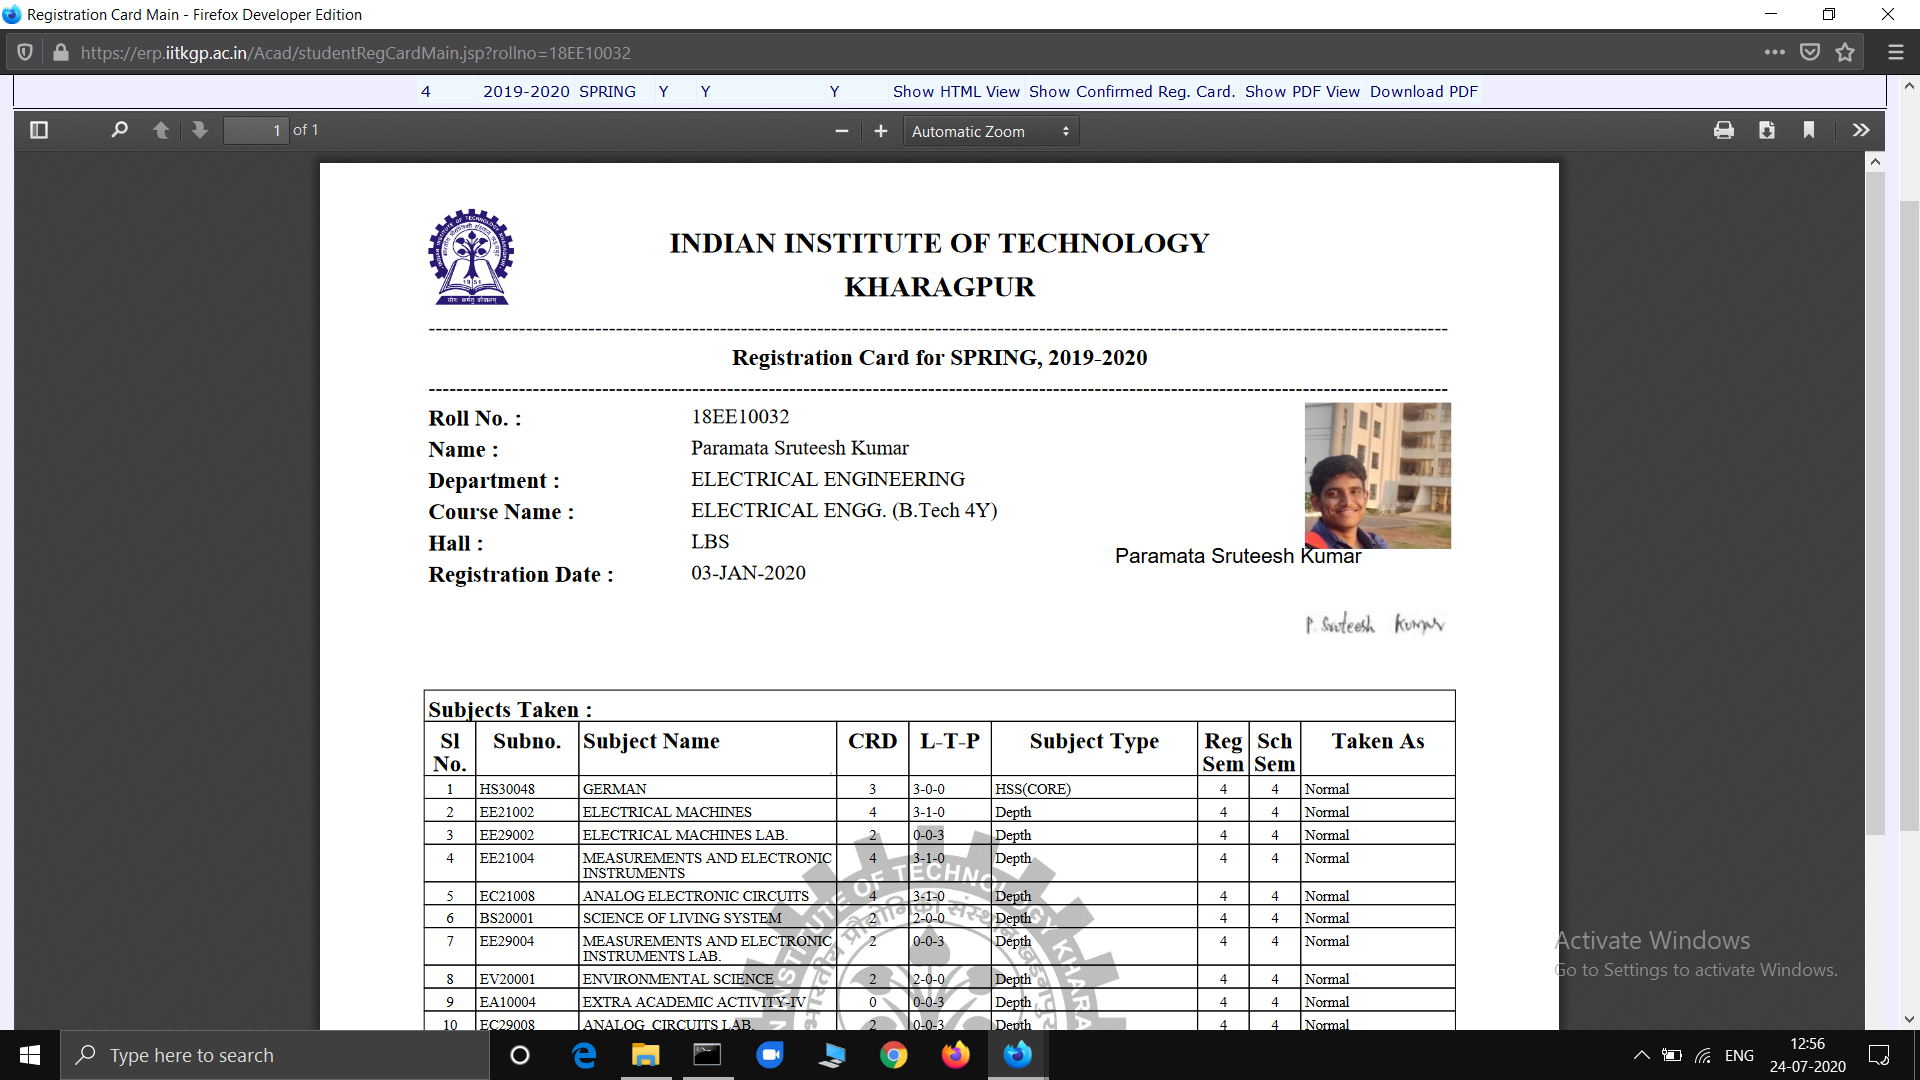 Registration Card Main - Firefox Developer Edition
https://erp.iitkgp.ac.in/Acad/studentRegCardMain.jsp?rollno=18EE10032
4 2019-2020 SPRING Y Y Y Show HTML View Show Confirmed Reg. Card. Show PDF View Download PDF
1 of 1 Automatic Zoom
INDIAN INSTITUTE OF TECHNOLOGY
KHARAGPUR
Registration Card for SPRING, 2019-2020
Roll No. : 18EE10032
Name : Paramata Sruteesh Kumar
Department : ELECTRICAL ENGINEERING
Course Name : ELECTRICAL ENGG. (B.Tech 4Y)
Hall : LBS
Paramata Sruteesh Kumar
Registration Date : 03-JAN-2020
P. Sruteesh Kumar
Subjects Taken :
Sl No. Subno. Subject Name CRD L-T-P Subject Type Reg Sem Sch Sem Taken As
1 HS30048 GERMAN 3 3-0-0 HSS(CORE) 4 4 Normal
2 EE21002 ELECTRICAL MACHINES 4 3-1-0 Depth 4 4 Normal
3 EE29002 ELECTRICAL MACHINES LAB. 2 0-0-3 Depth 4 4 Normal
4 EE21004 MEASUREMENTS AND ELECTRONIC INSTRUMENTS 4 3-1-0 Depth 4 4 Normal
5 EC21008 ANALOG ELECTRONIC CIRCUITS 4 3-1-0 Depth 4 4 Normal
6 BS20001 SCIENCE OF LIVING SYSTEM 2 2-0-0 Depth 4 4 Normal
7 EE29004 MEASUREMENTS AND ELECTRONIC INSTRUMENTS LAB. 2 0-0-3 Depth 4 4 Normal
8 EV20001 ENVIRONMENTAL SCIENCE 2 2-0-0 Depth 4 4 Normal
9 EA10004 EXTRA ACADEMIC ACTIVITY-IV 0 0-0-3 Depth 4 4 Normal
10 EC29008 ANALOG CIRCUITS LAB. 2 0-0-3 Depth 4 4 Normal
Activate Windows
Go to Settings to activate Windows.
Type here to search
ENG
12:56
24-07-2020